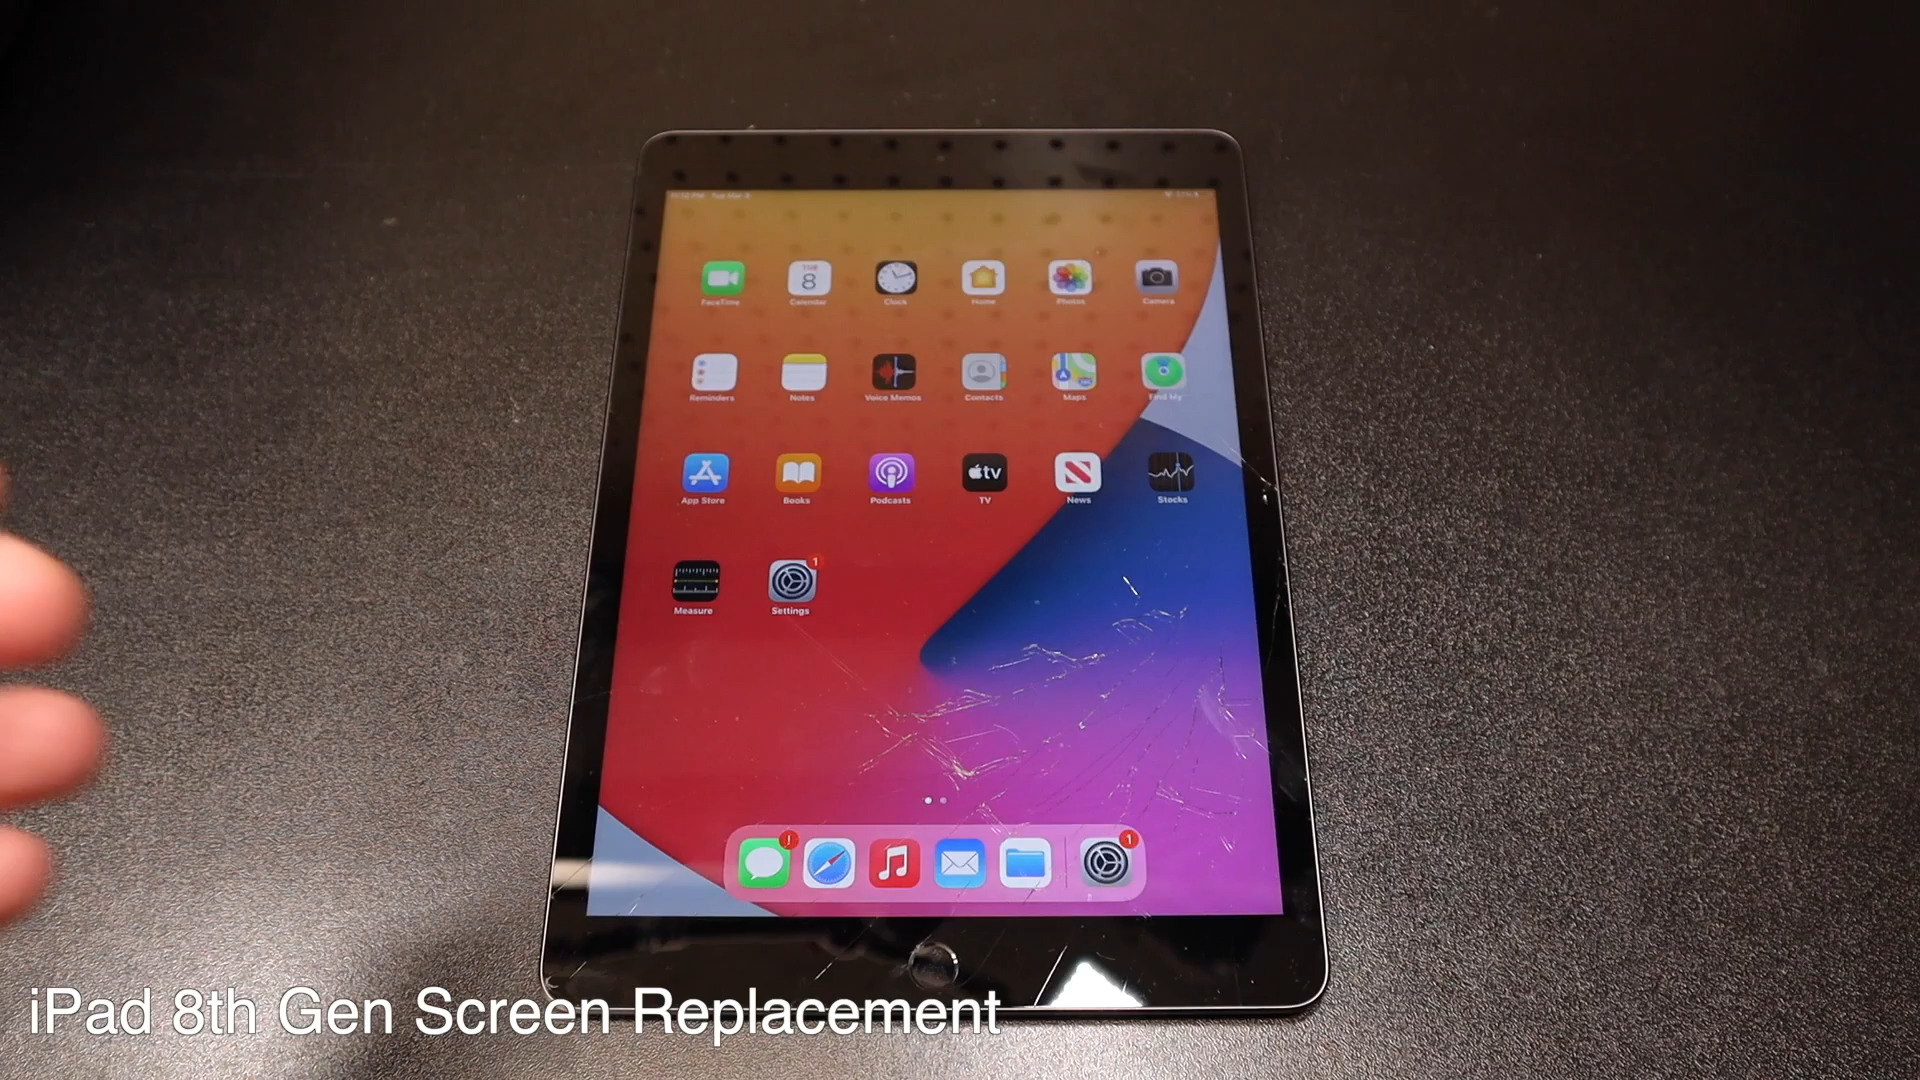 FaceTime
TUE
8
Calendar
Clock
Home
Photos
Camera
Reminders
Notes
Voice Memos
Contacts
Maps
Find My
App Store
Books
Podcasts
tv
TV
News
Stocks
Measure
1
Settings
!
1
iPad 8th Gen Screen Replacement